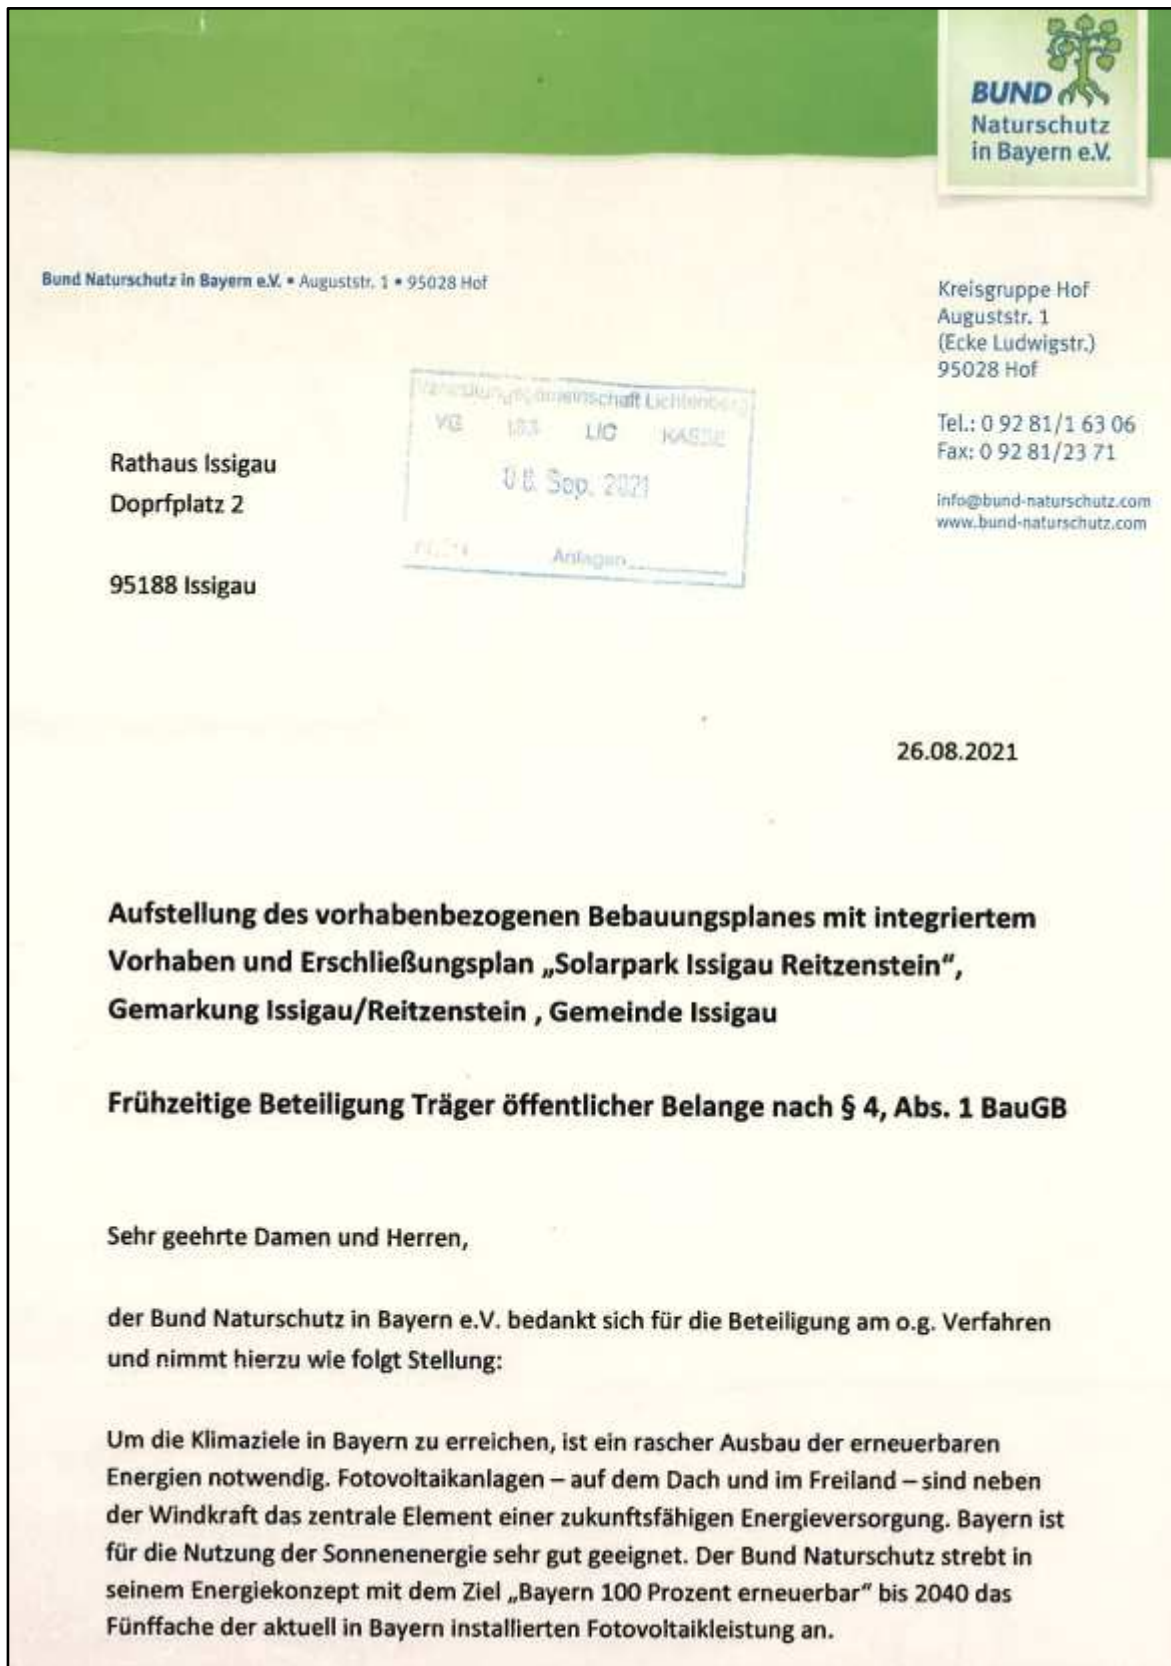 BUND
Naturschutz
in Bayern e.V.
Bund Naturschutz in Bayern e.V. • Auguststr. 1 • 95028 Hof
Kreisgruppe Hof
Auguststr. 1
(Ecke Ludwigstr.)
95028 Hof
Tel.: 0 92 81/1 63 06
Fax: 0 92 81/23 71
info@bund-naturschutz.com
www.bund-naturschutz.com
Lichtenberg
VG LIC KASSE
Sep. 2021
Anlagen
Rathaus Issigau
Doprfplatz 2
95188 Issigau
26.08.2021
Aufstellung des vorhabenbezogenen Bebauungsplanes mit integriertem
Vorhaben und Erschließungsplan „Solarpark Issigau Reitzenstein“,
Gemarkung Issigau/Reitzenstein , Gemeinde Issigau
Frühzeitige Beteiligung Träger öffentlicher Belange nach § 4, Abs. 1 BauGB
Sehr geehrte Damen und Herren,
der Bund Naturschutz in Bayern e.V. bedankt sich für die Beteiligung am o.g. Verfahren
und nimmt hierzu wie folgt Stellung:
Um die Klimaziele in Bayern zu erreichen, ist ein rascher Ausbau der erneuerbaren
Energien notwendig. Fotovoltaikanlagen – auf dem Dach und im Freiland – sind neben
der Windkraft das zentrale Element einer zukunftsfähigen Energieversorgung. Bayern ist
für die Nutzung der Sonnenenergie sehr gut geeignet. Der Bund Naturschutz strebt in
seinem Energiekonzept mit dem Ziel „Bayern 100 Prozent erneuerbar“ bis 2040 das
Fünffache der aktuell in Bayern installierten Fotovoltaikleistung an.